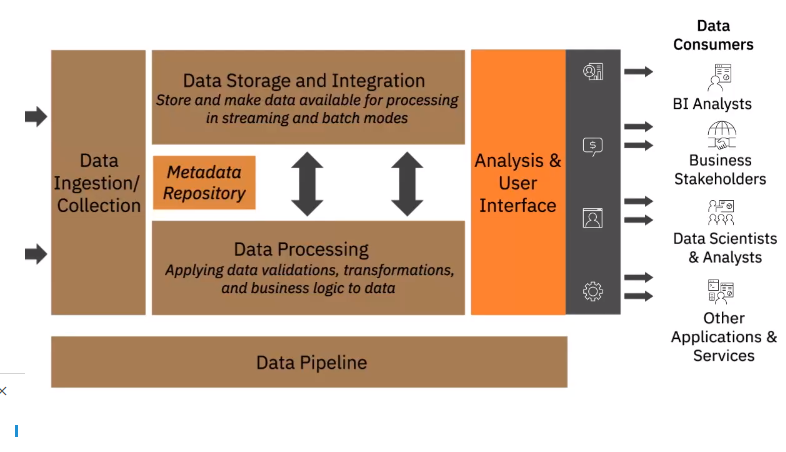 Data
Consumers
Data Storage and Integration
Store and make data available for processing
in streaming and batch modes
Data
Ingestion/
Collection
Metadata
Repository
Analysis &
User
Interface
Data Processing
Applying data validations, transformations,
and business logic to data
$
BI Analysts
Business
Stakeholders
Data Scientists
& Analysts
Other
Applications &
Services
Data Pipeline